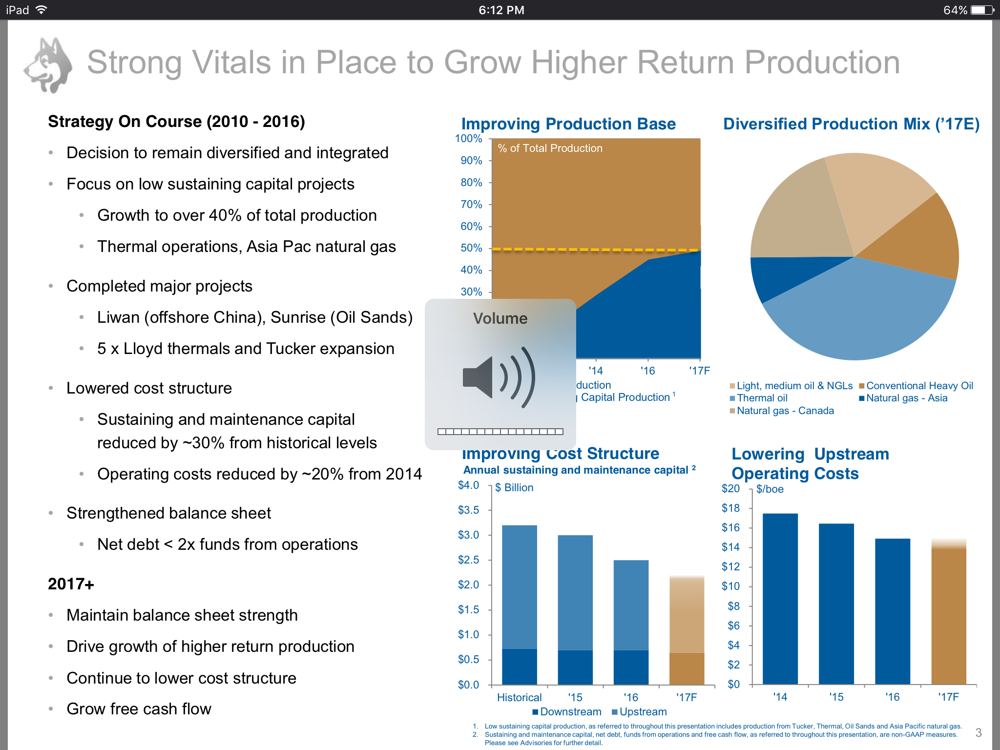 iPad
6:12 PM
64%
Strong Vitals in Place to Grow Higher Return Production
Strategy On Course (2010 - 2016)
• Decision to remain diversified and integrated
• Focus on low sustaining capital projects
• Growth to over 40% of total production
• Thermal operations, Asia Pac natural gas
• Completed major projects
• Liwan (offshore China), Sunrise (Oil Sands)
• 5 x Lloyd thermals and Tucker expansion
• Lowered cost structure
• Sustaining and maintenance capital
reduced by ~30% from historical levels
• Operating costs reduced by ~20% from 2014
• Strengthened balance sheet
• Net debt < 2x funds from operations
2017+
• Maintain balance sheet strength
• Drive growth of higher return production
• Continue to lower cost structure
• Grow free cash flow
Improving Production Base
100%
% of Total Production
90%
80%
70%
60%
50%
40%
30%
'14 '16 '17F
Capital Production 1
Volume
Diversified Production Mix (’17E)
Light, medium oil & NGLs Conventional Heavy Oil
Thermal oil Natural gas - Asia
Natural gas - Canada
Improving Cost Structure
Annual sustaining and maintenance capital 2
$4.0
$ Billion
$3.5
$3.0
$2.5
$2.0
$1.5
$1.0
$0.5
$0.0
Historical '15 '16 '17F
Downstream Upstream
Lowering Upstream
Operating Costs
$20
$/boe
$18
$16
$14
$12
$10
$8
$6
$4
$2
$0
'14 '15 '16 '17F
1. Low sustaining capital production, as referred to throughout this presentation includes production from Tucker, Thermal, Oil Sands and Asia Pacific natural gas.
2. Sustaining and maintenance capital, net debt, funds from operations and free cash flow, as referred to throughout this presentation, are non-GAAP measures.
Please see Advisories for further detail.
3